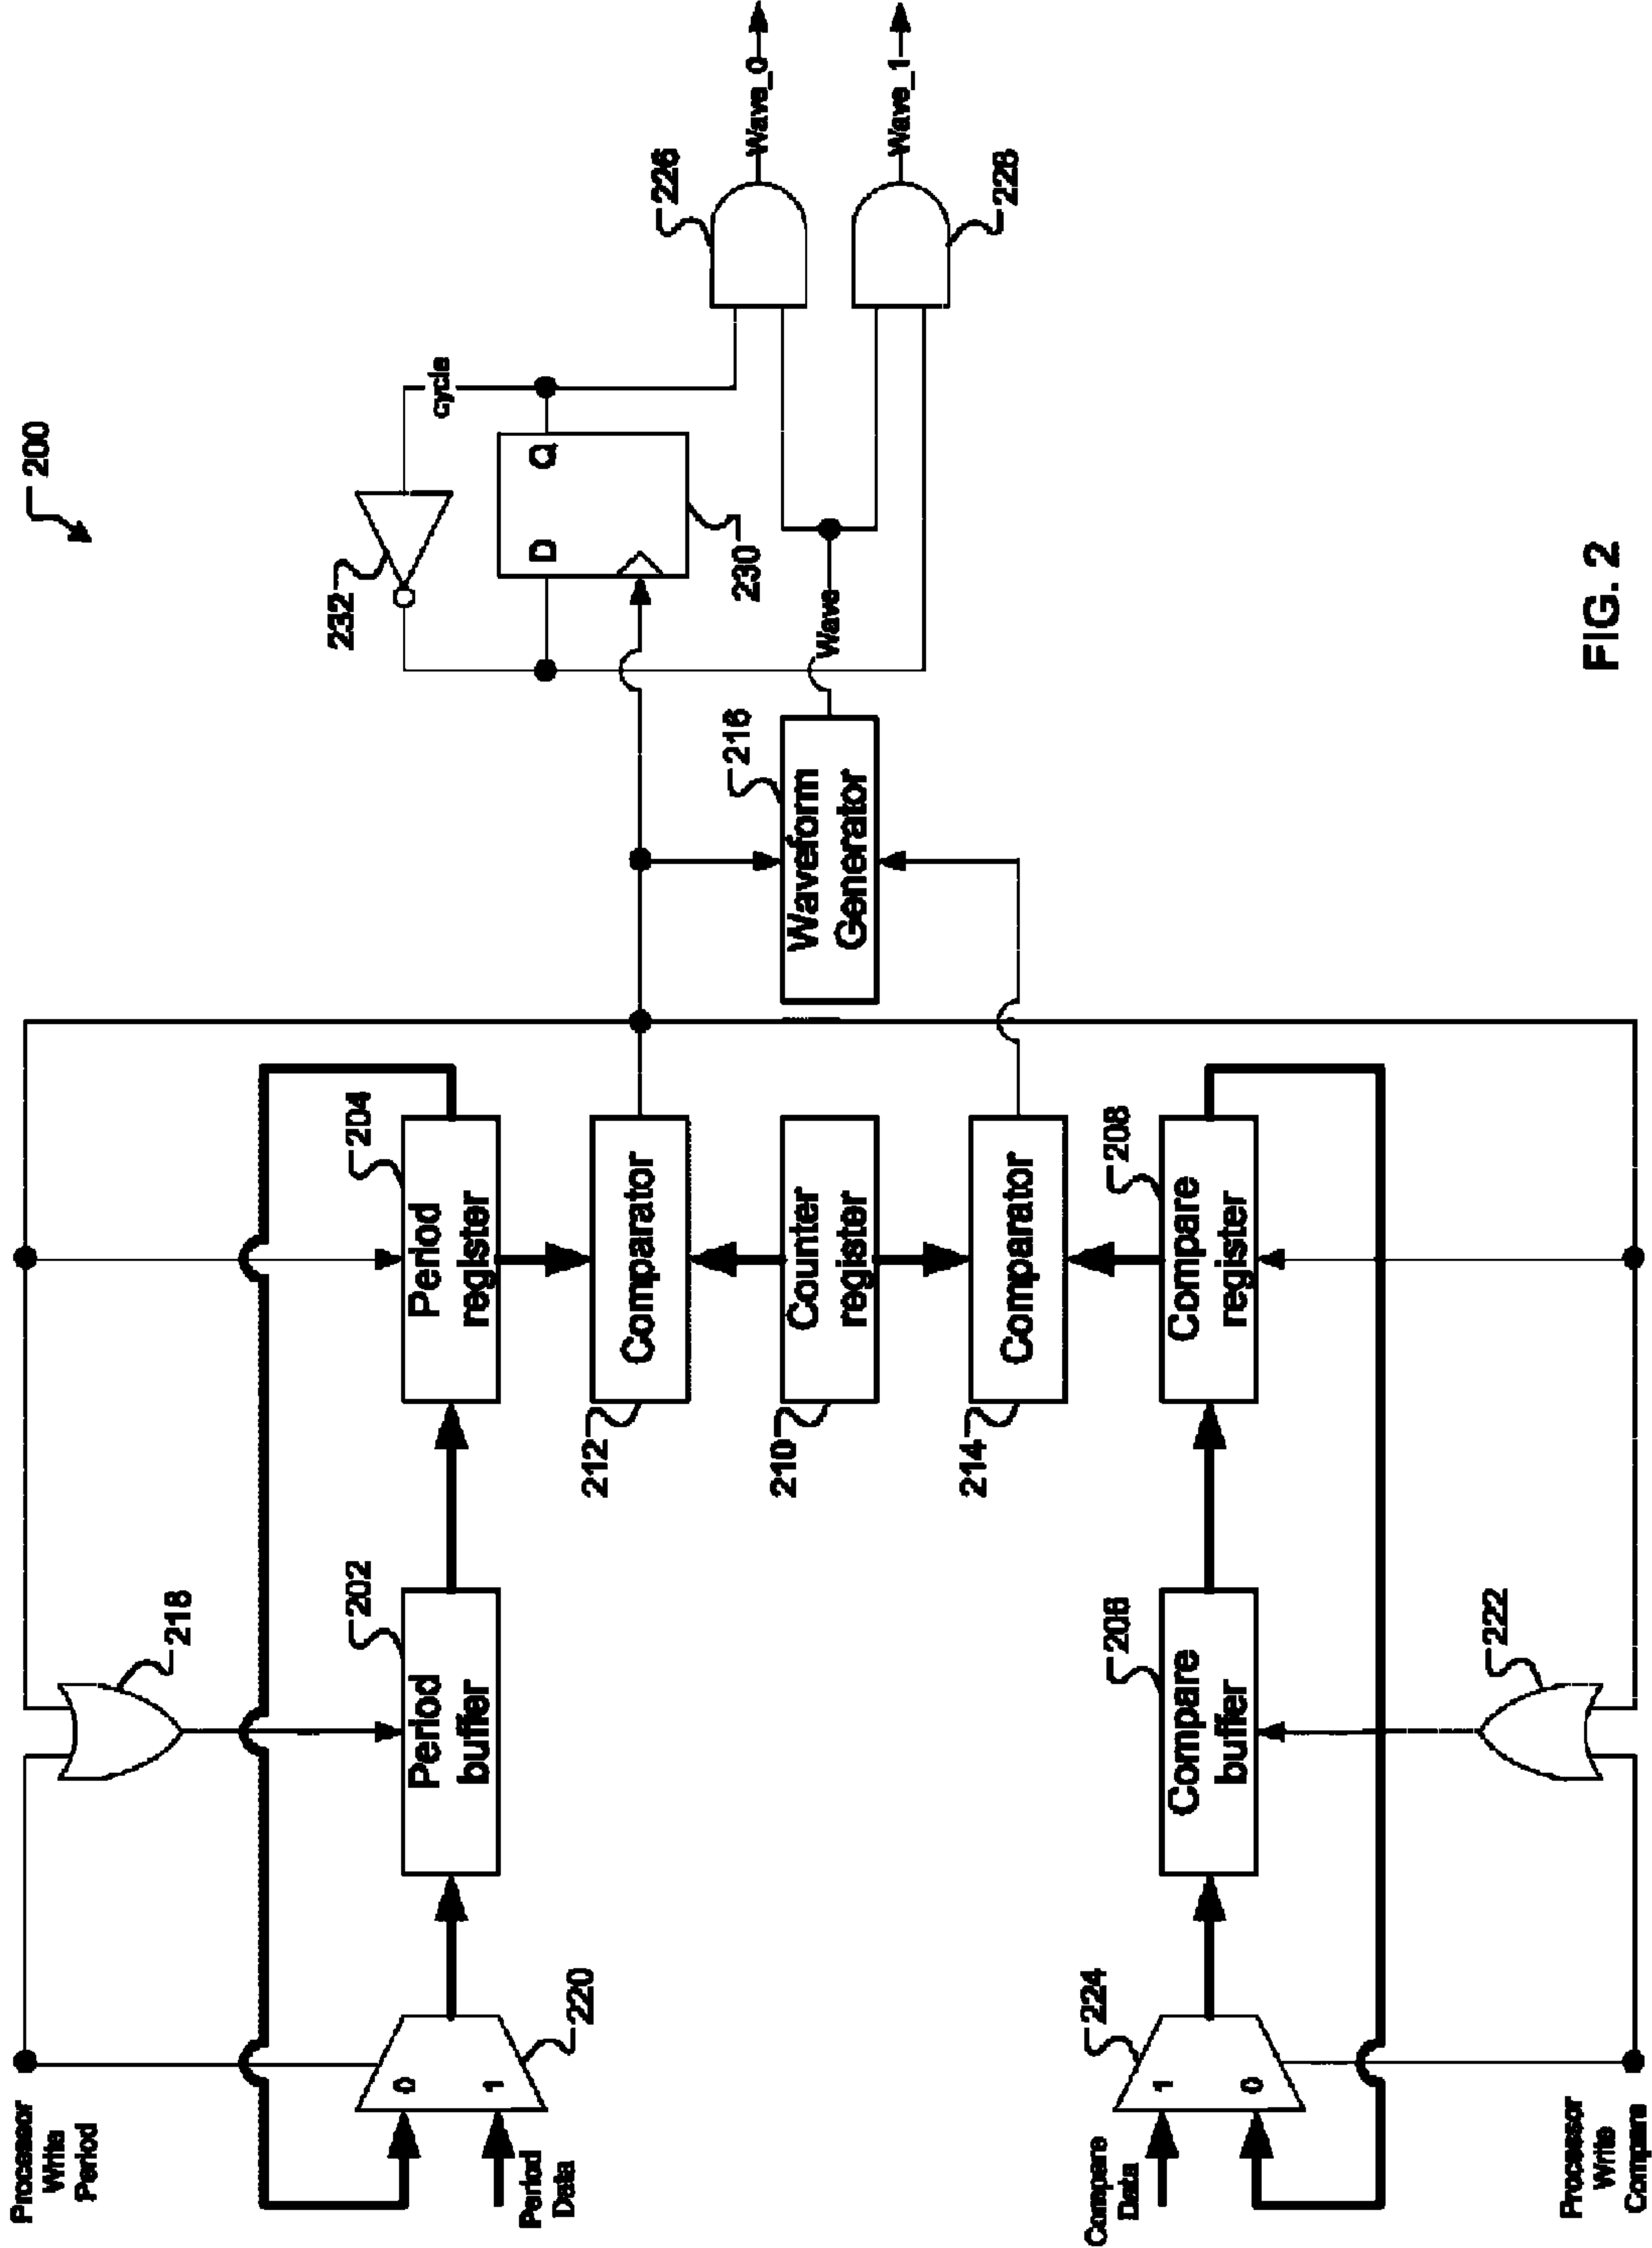 200
Processor
Write
Period
218
0
1
220
Period
Data
Period
buffer
202
Period
register
204
Comparator
212
Counter
register
210
Comparator
214
Waveform
Generator
216
232
cycle
D
Q
230
Wave
226
Wave_0
228
Wave_1
Compare
Data
1
0
224
Compare
buffer
206
Compare
register
208
222
Processor
Write
Compare
FIG. 2